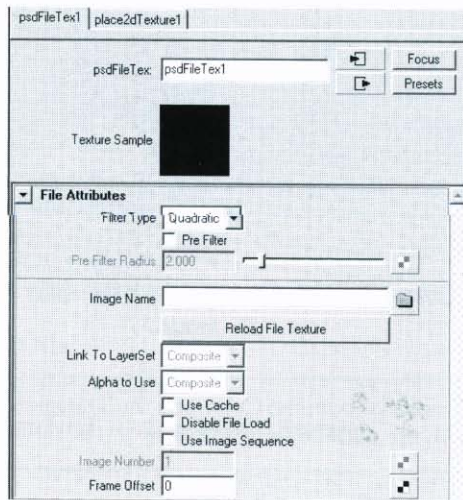 psdFileTex1 place2dTexture1
psdFileTex: psdFileTex1
Focus
Presets
Texture Sample
File Attributes
Filter Type Quadratic
Pre Filter
Pre Filter Radius 2.000
Image Name
Reload File Texture
Link To LayerSet Composite
Alpha to Use Composite
Use Cache
Disable File Load
Use Image Sequence
Image Number 1
Frame Offset 0